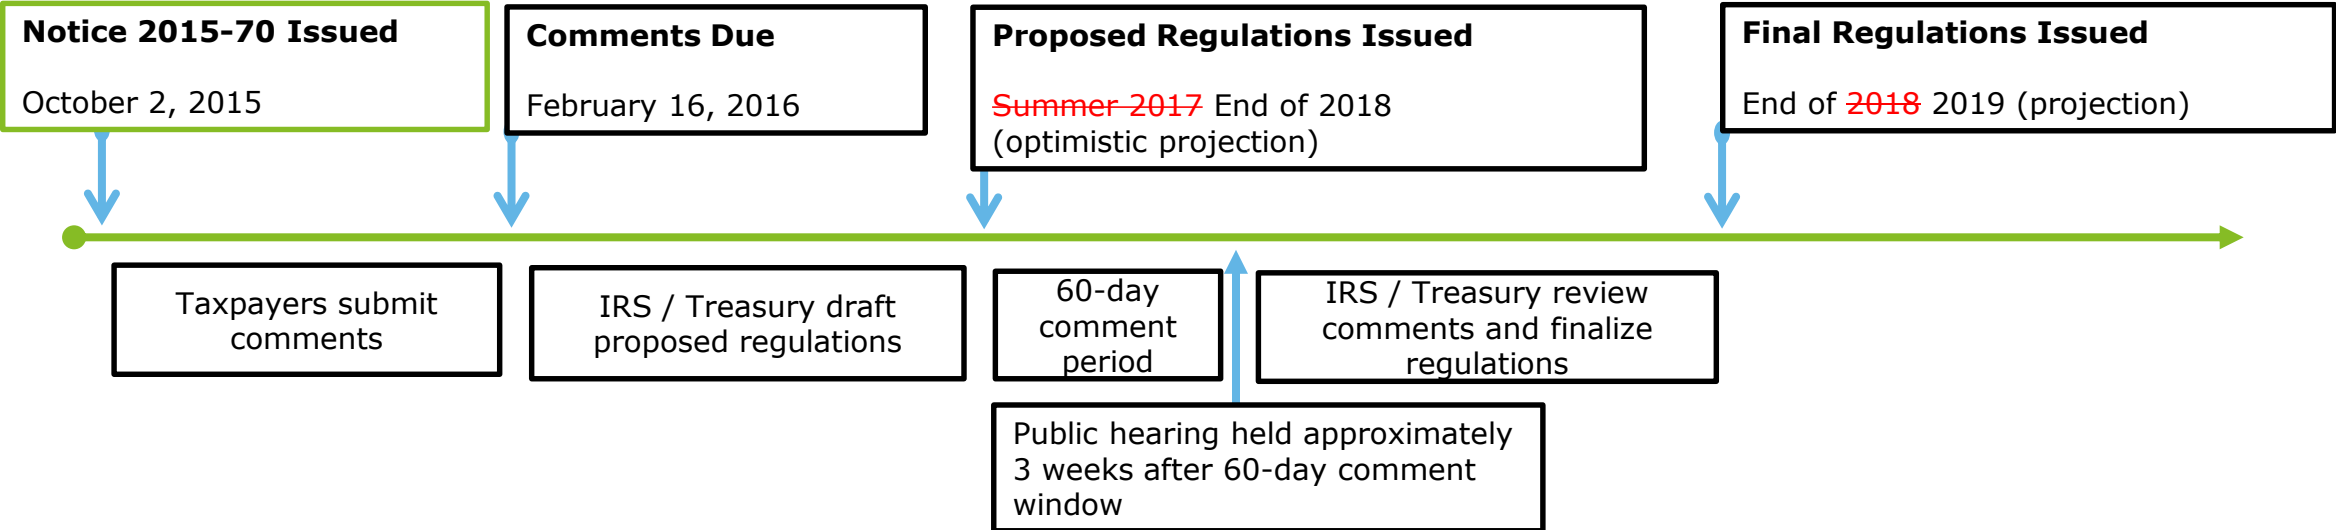 Notice 2015-70 Issued
October 2, 2015
Comments Due
February 16, 2016
Proposed Regulations Issued
Summer 2017 End of 2018
(optimistic projection)
Final Regulations Issued
End of 2018 2019 (projection)
Taxpayers submit
comments
IRS / Treasury draft
proposed regulations
60-day
comment
period
IRS / Treasury review
comments and finalize
regulations
Public hearing held approximately
3 weeks after 60-day comment
window